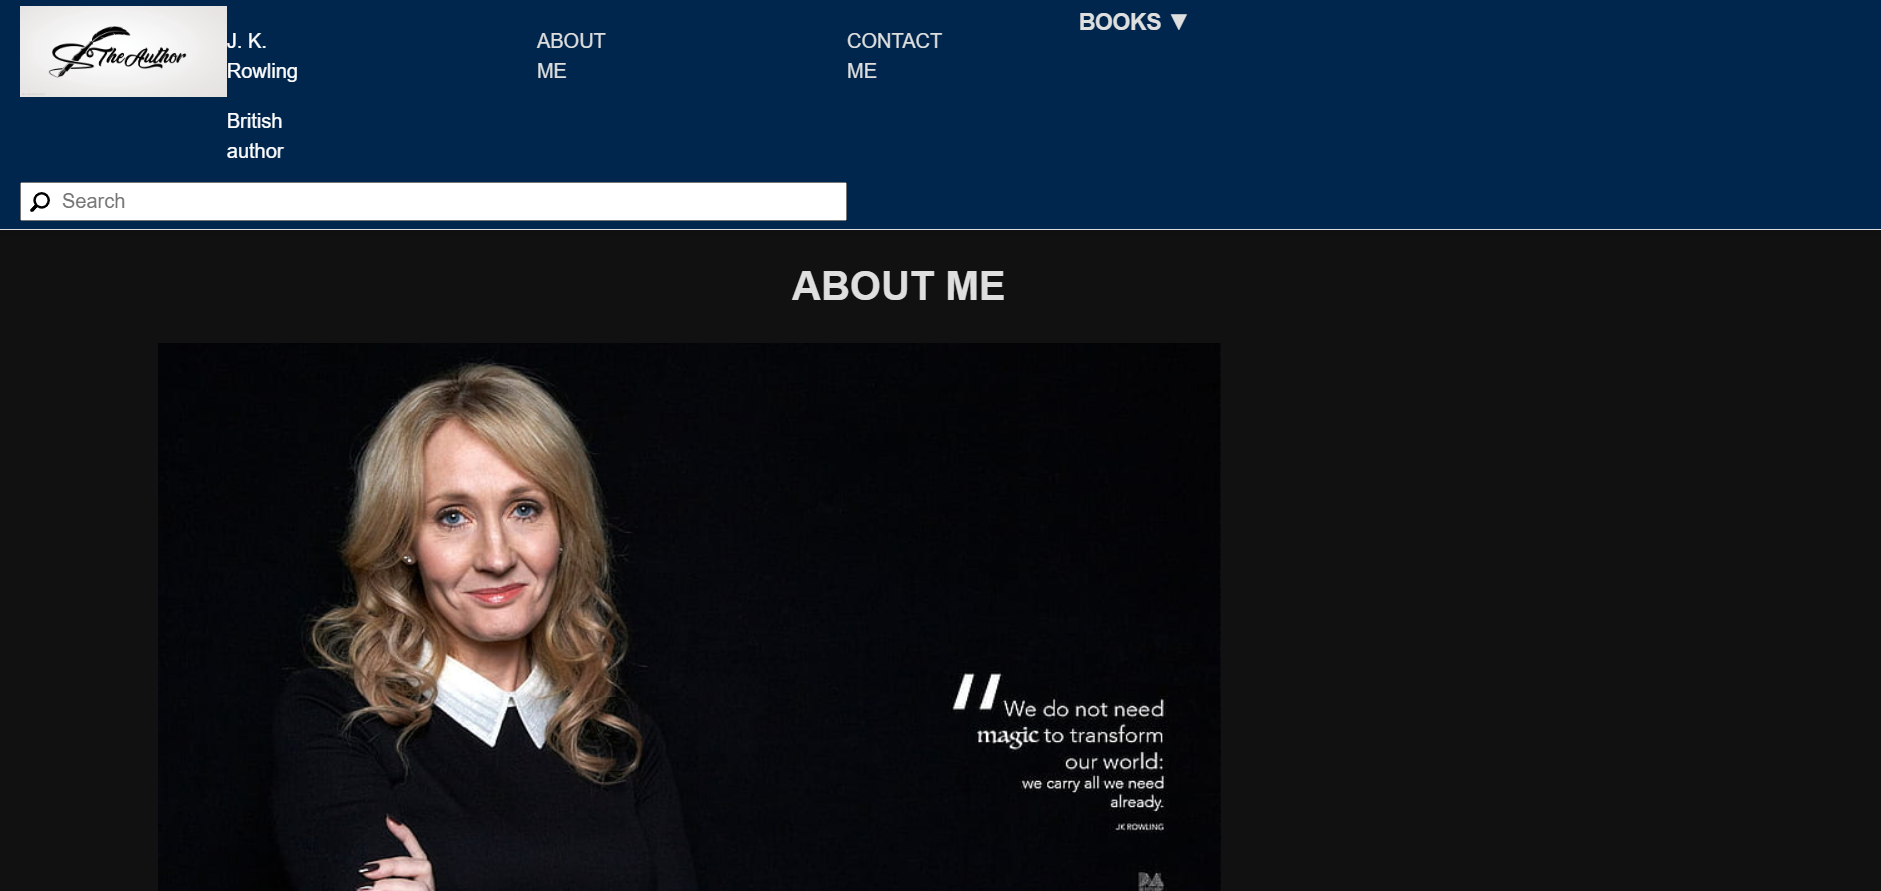 The Author
J. K.
Rowling
British
author
ABOUT
ME
CONTACT
ME
BOOKS ▼
Search
ABOUT ME
We do not need
magic to transform
our world:
we carry all we need
already.
JK ROWLING